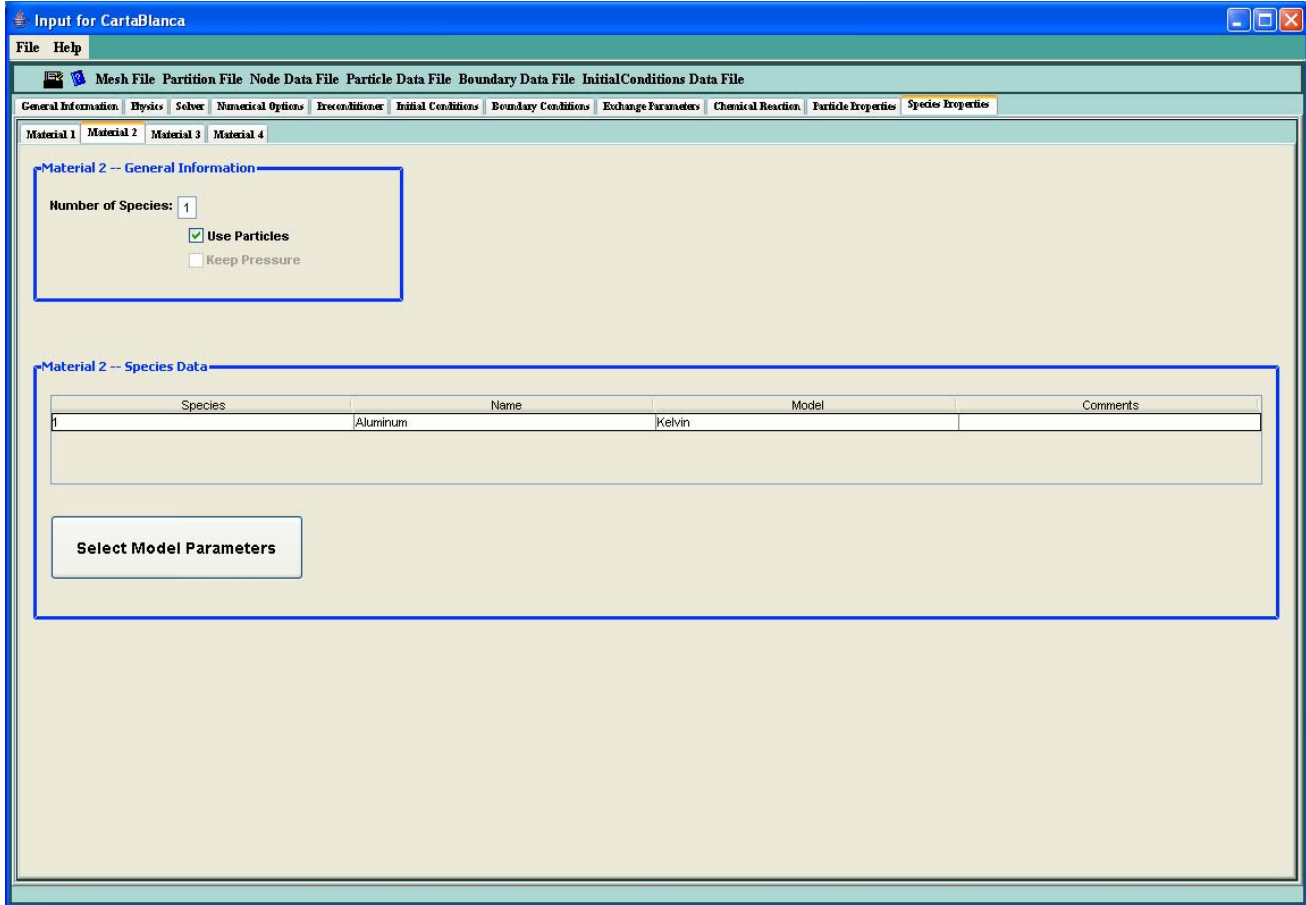 Input for CartaBlanca
File Help
Mesh File Partition File Node Data File Particle Data File Boundary Data File InitialConditions Data File
General Information Physics Solver Numerical Options Preconditioner Initial Conditions Boundary Conditions Exchange Parameters Chemical Reaction Particle Properties Species Properties
Material 1 Material 2 Material 3 Material 4
Material 2 -- General Information
Number of Species: 1
Use Particles
Keep Pressure
Material 2 -- Species Data
Species Name Model Comments
1 Aluminum Kelvin
Select Model Parameters